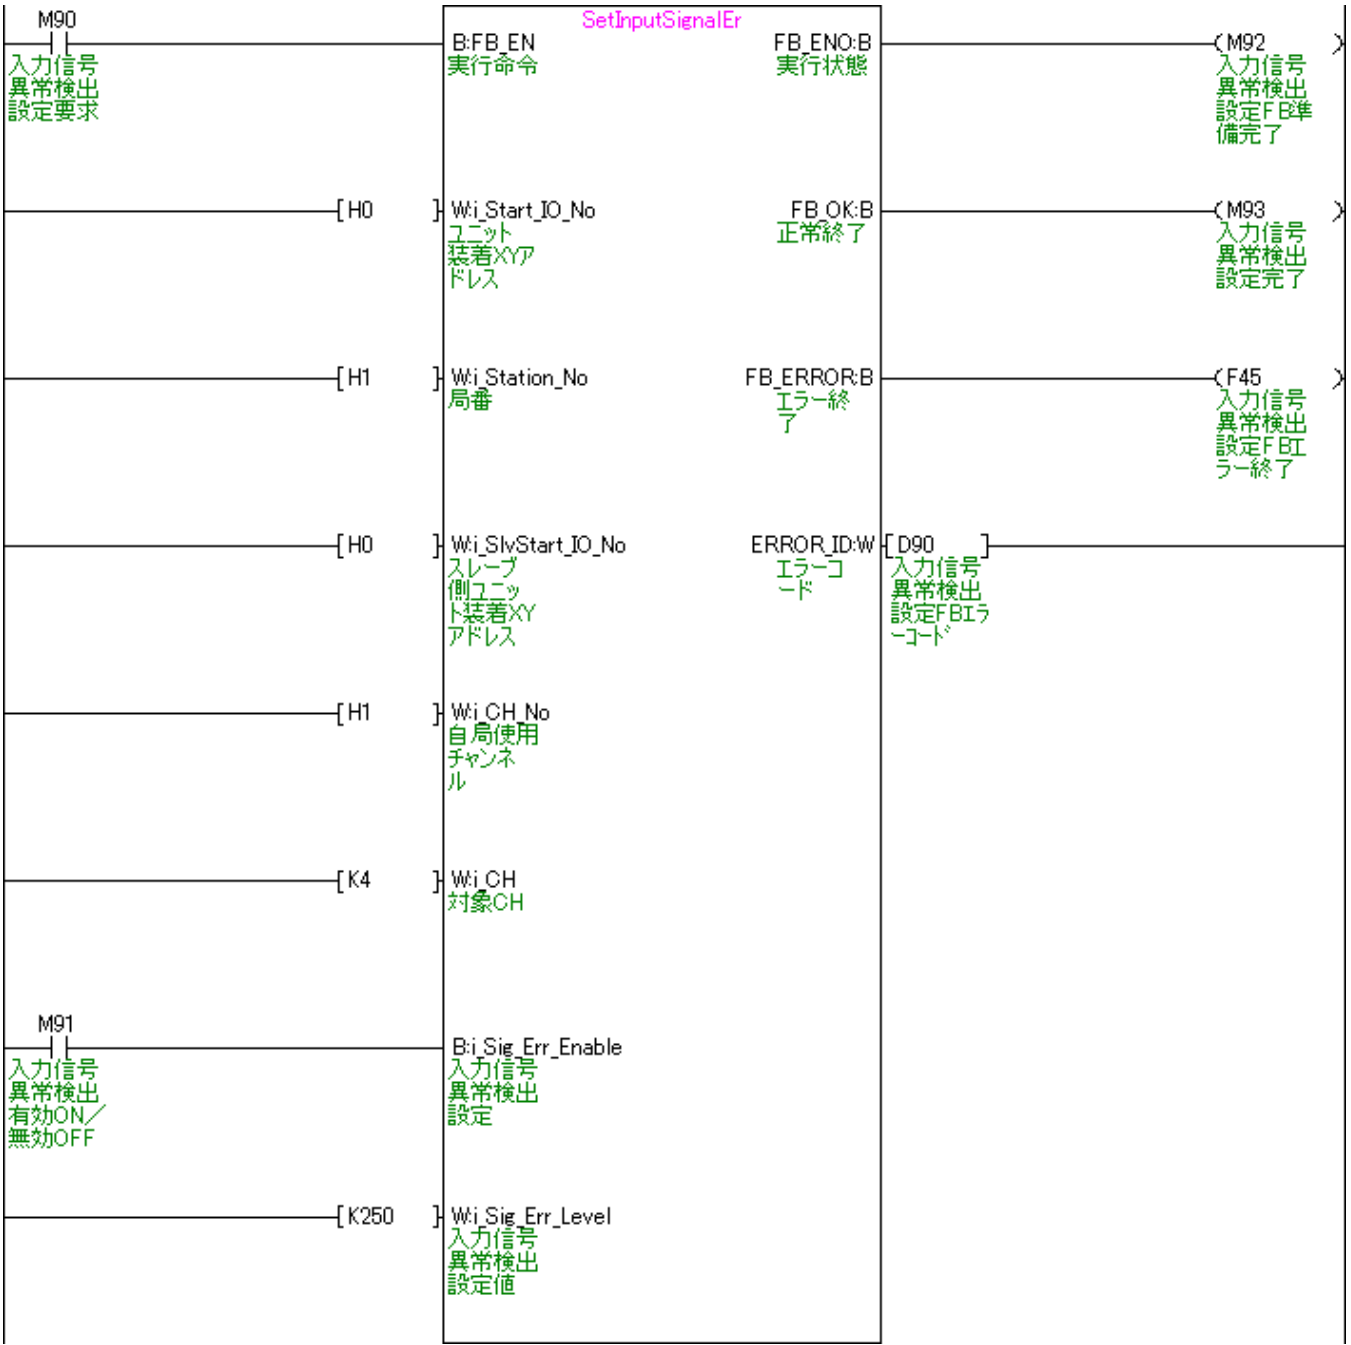 SetInputSignalEr
M90
B:FB_EN
FB_ENO:B
M92
入力信号
異常検出
設定要求
実行命令
実行状態
入力信号
異常検出
設定FB準
備完了
H0
W:i_Start_IO_No
ユニット
装着XYア
ドレス
FB_OK:B
正常終了
M93
入力信号
異常検出
設定完了
H1
W:i_Station_No
局番
FB_ERROR:B
エラー終
了
F45
入力信号
異常検出
設定FBエ
ラー終了
H0
W:i_SlvStart_IO_No
スレーブ
側ユニッ
ト装着XY
アドレス
ERROR_ID:W
エラーコ
ード
D90
入力信号
異常検出
設定FBエラ
ーコード
H1
W:i_CH_No
自局使用
チャンネ
ル
K4
W:i_CH
対象CH
M91
入力信号
異常検出
有効ON/
無効OFF
B:i_Sig_Err_Enable
入力信号
異常検出
設定
K250
W:i_Sig_Err_Level
入力信号
異常検出
設定値